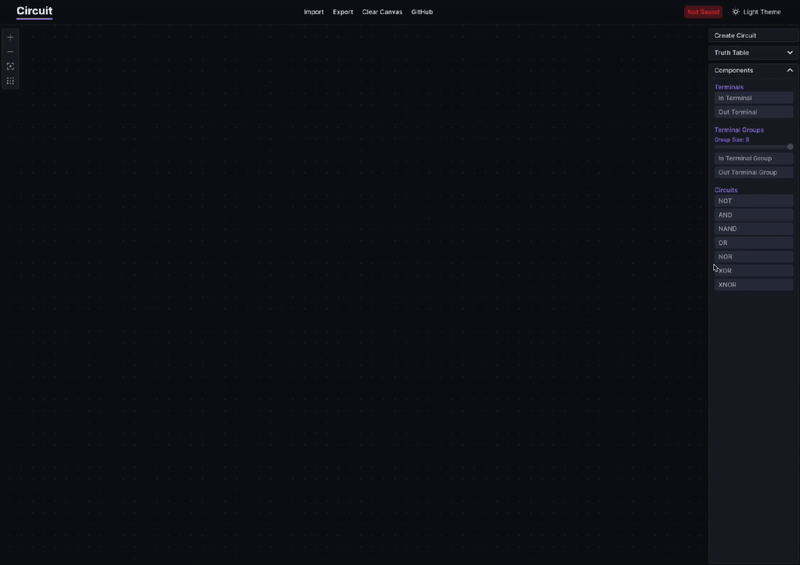 Circuit
Import Export Clear Canvas GitHub
Not Saved
Light Theme
Create Circuit
Truth Table
Components
Terminals
In Terminal
Out Terminal
Terminal Groups
Group Size: 8
In Terminal Group
Out Terminal Group
Circuits
NOT
AND
NAND
OR
NOR
XOR
XNOR